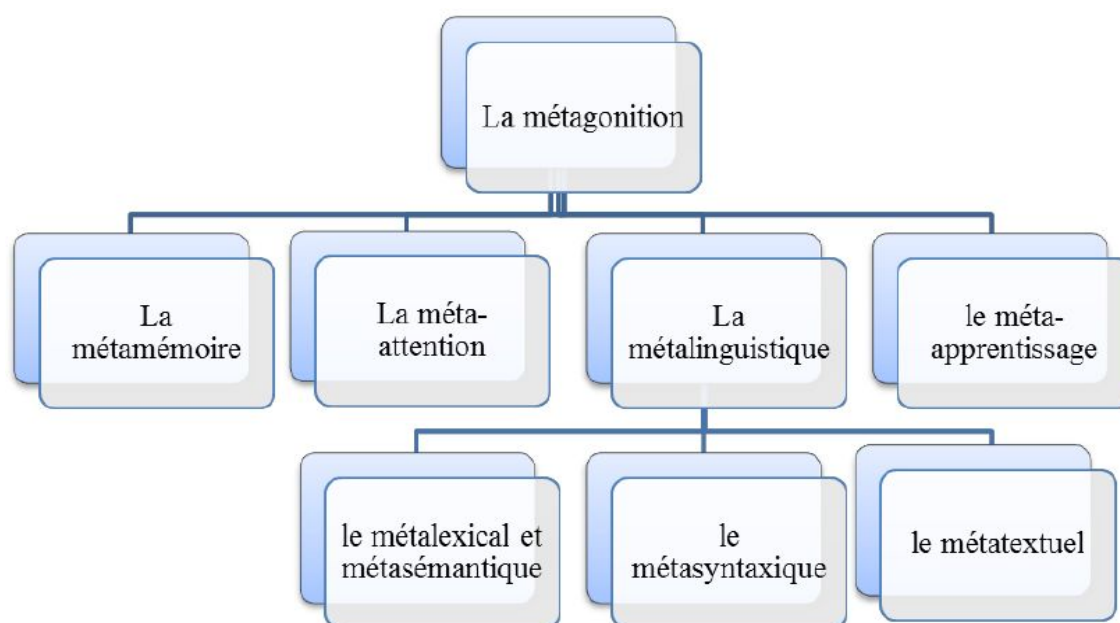 La métagonition
La
métamémoire
La méta-
attention
La
métalinguistique
le méta-
apprentissage
le métalexical et
métasémantique
le
métasyntaxique
le métatextuel